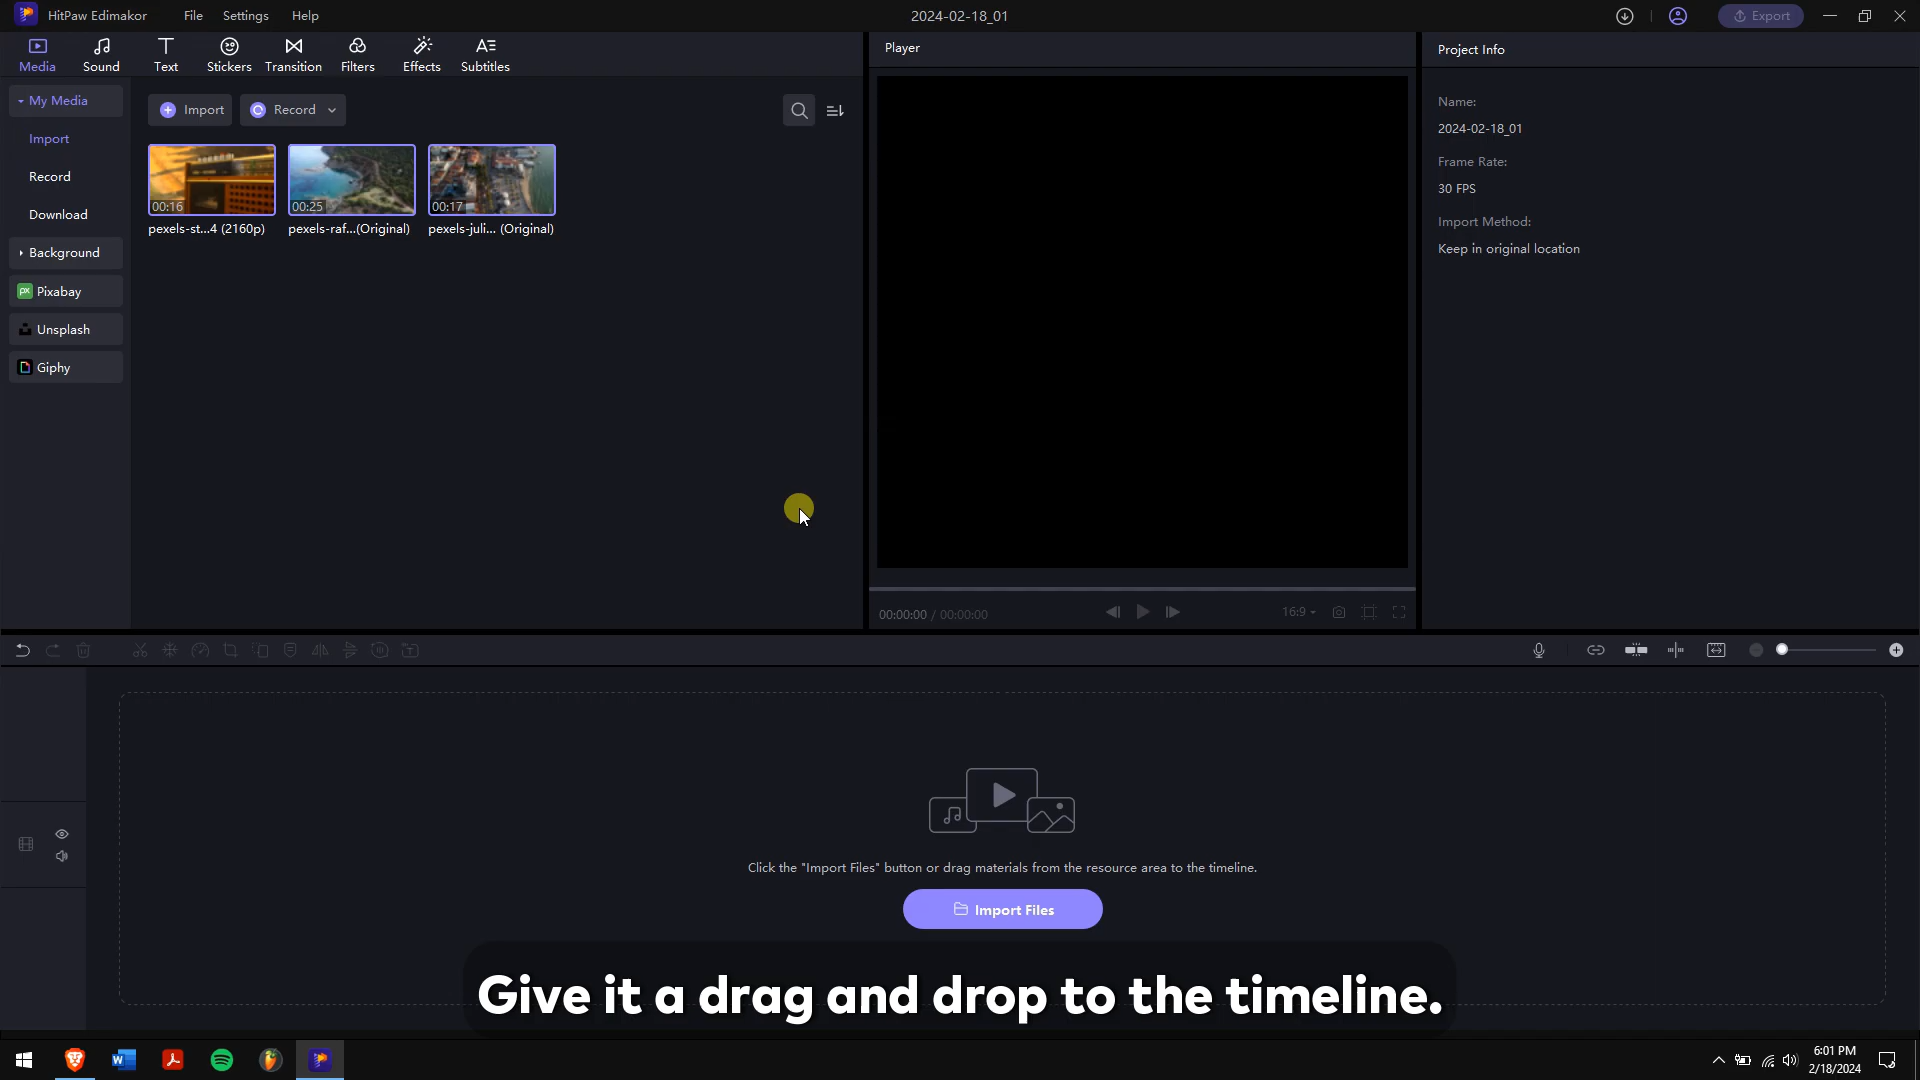 HitPaw Edimakor
File
Settings
Help
2024-02-18_01
Export
Media
Sound
Text
Stickers
Transition
Filters
Effects
Subtitles
Player
Project Info
My Media
Import
Record
Download
Background
Pixabay
Unsplash
Giphy
Import
Record
00:16
00:25
00:17
pexels-st...4 (2160p)
pexels-raf...(Original)
pexels-juli... (Original)
Name:
2024-02-18_01
Frame Rate:
30 FPS
Import Method:
Keep in original location
00:00:00 / 00:00:00
16:9
Click the "Import Files" button or drag materials from the resource area to the timeline.
Import Files
Give it a drag and drop to the timeline.
6:01 PM
2/18/2024